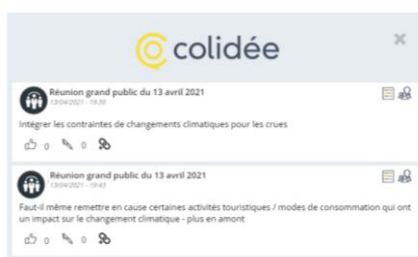 colidée
Réunion grand public du 13 avril 2021
13/04/2021 - 19:38
Intégrer les contraintes de changements climatiques pour les crues
0 0
Réunion grand public du 13 avril 2021
13/04/2021 - 19:43
Faut-il même remettre en cause certaines activités touristiques / modes de consommation qui ont
un impact sur le changement climatique - plus en amont
0 0